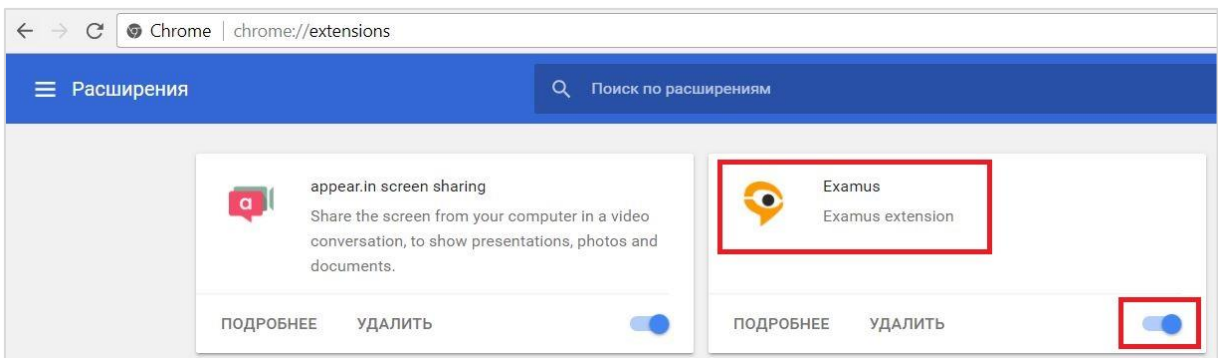 Chrome | chrome://extensions
Расширения
Поиск по расширениям
appear.in screen sharing
Share the screen from your computer in a video
conversation, to show presentations, photos and
documents.
ПОДРОБНЕЕ УДАЛИТЬ
Examus
Examus extension
ПОДРОБНЕЕ УДАЛИТЬ